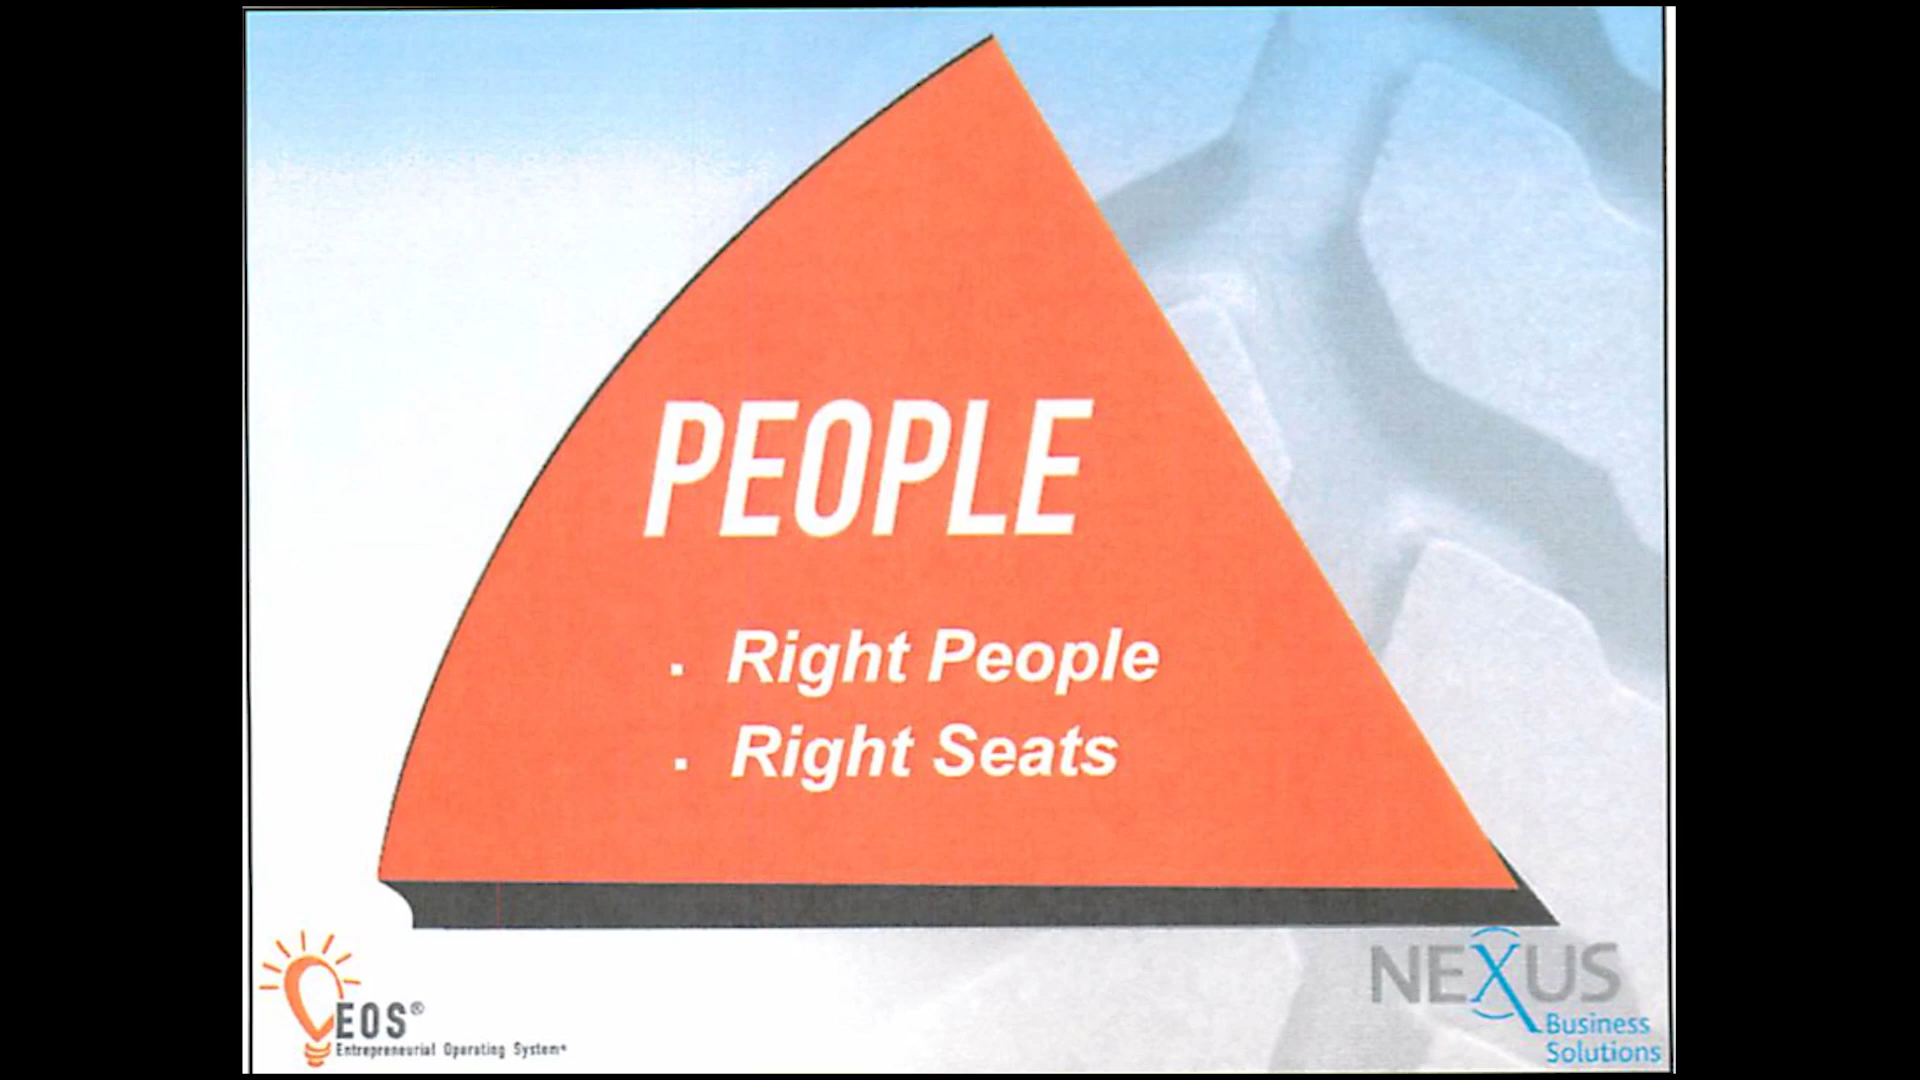 PEOPLE
. Right People
. Right Seats
EOS®
Entrepreneurial Operating System®
NEXUS
Business
Solutions